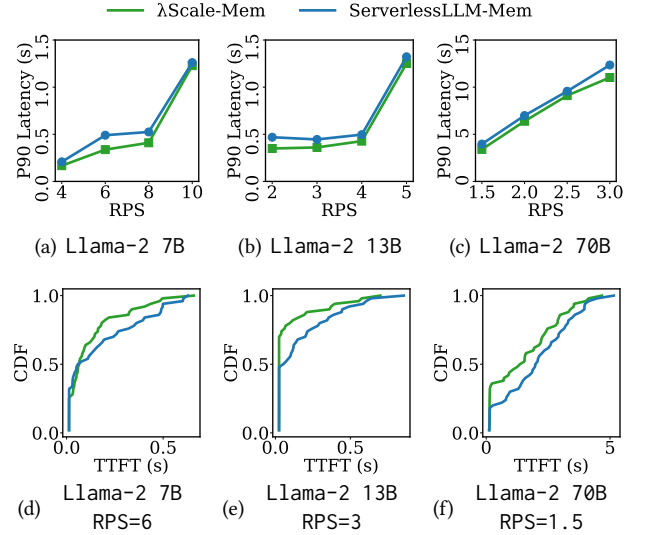 λScale-Mem ServerlessLLM-Mem
P90 Latency (s)
0.0 0.5 1.0 1.5
4 6 8 10
RPS
(a) Llama-2 7B
P90 Latency (s)
0.0 0.5 1.0 1.5
2 3 4 5
RPS
(b) Llama-2 13B
P90 Latency (s)
0 5 10 15
1.5 2.0 2.5 3.0
RPS
(c) Llama-2 70B
CDF
1.0
0.5
0.0
0.0 0.5
TTFT (s)
(d) Llama-2 7B
RPS=6
CDF
1.0
0.5
0.0
0.0 0.5
TTFT (s)
(e) Llama-2 13B
RPS=3
CDF
1.0
0.5
0.0
0 5
TTFT (s)
(f) Llama-2 70B
RPS=1.5